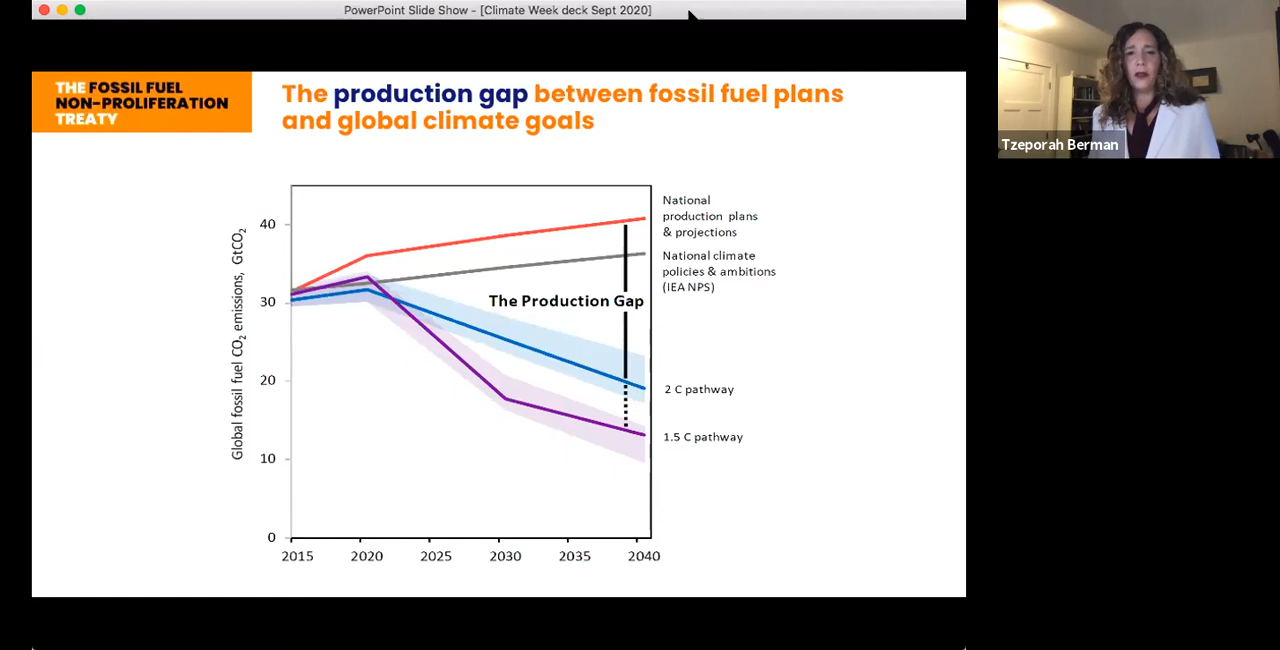 PowerPoint Slide Show - [Climate Week deck Sept 2020]
THE FOSSIL FUEL
NON-PROLIFERATION
TREATY
The production gap between fossil fuel plans
and global climate goals
Global fossil fuel CO₂ emissions, GtCO₂
40
30
20
10
0
2015 2020 2025 2030 2035 2040
The Production Gap
National
production plans
& projections
National climate
policies & ambitions
(IEA NPS)
2 C pathway
1.5 C pathway
Tzeporah Berman